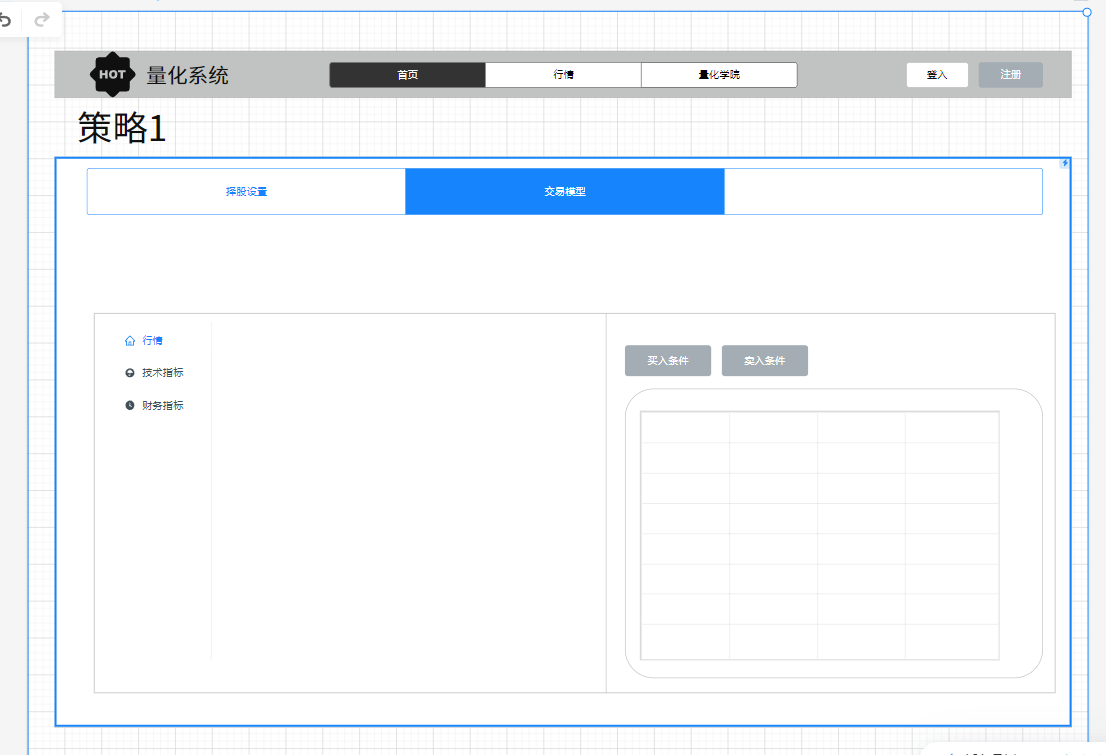 HOT 量化系统 首页 行情 量化学院 登入 注册
策略1
择股设置 交易模型
行情
技术指标
财务指标
买入条件 卖入条件